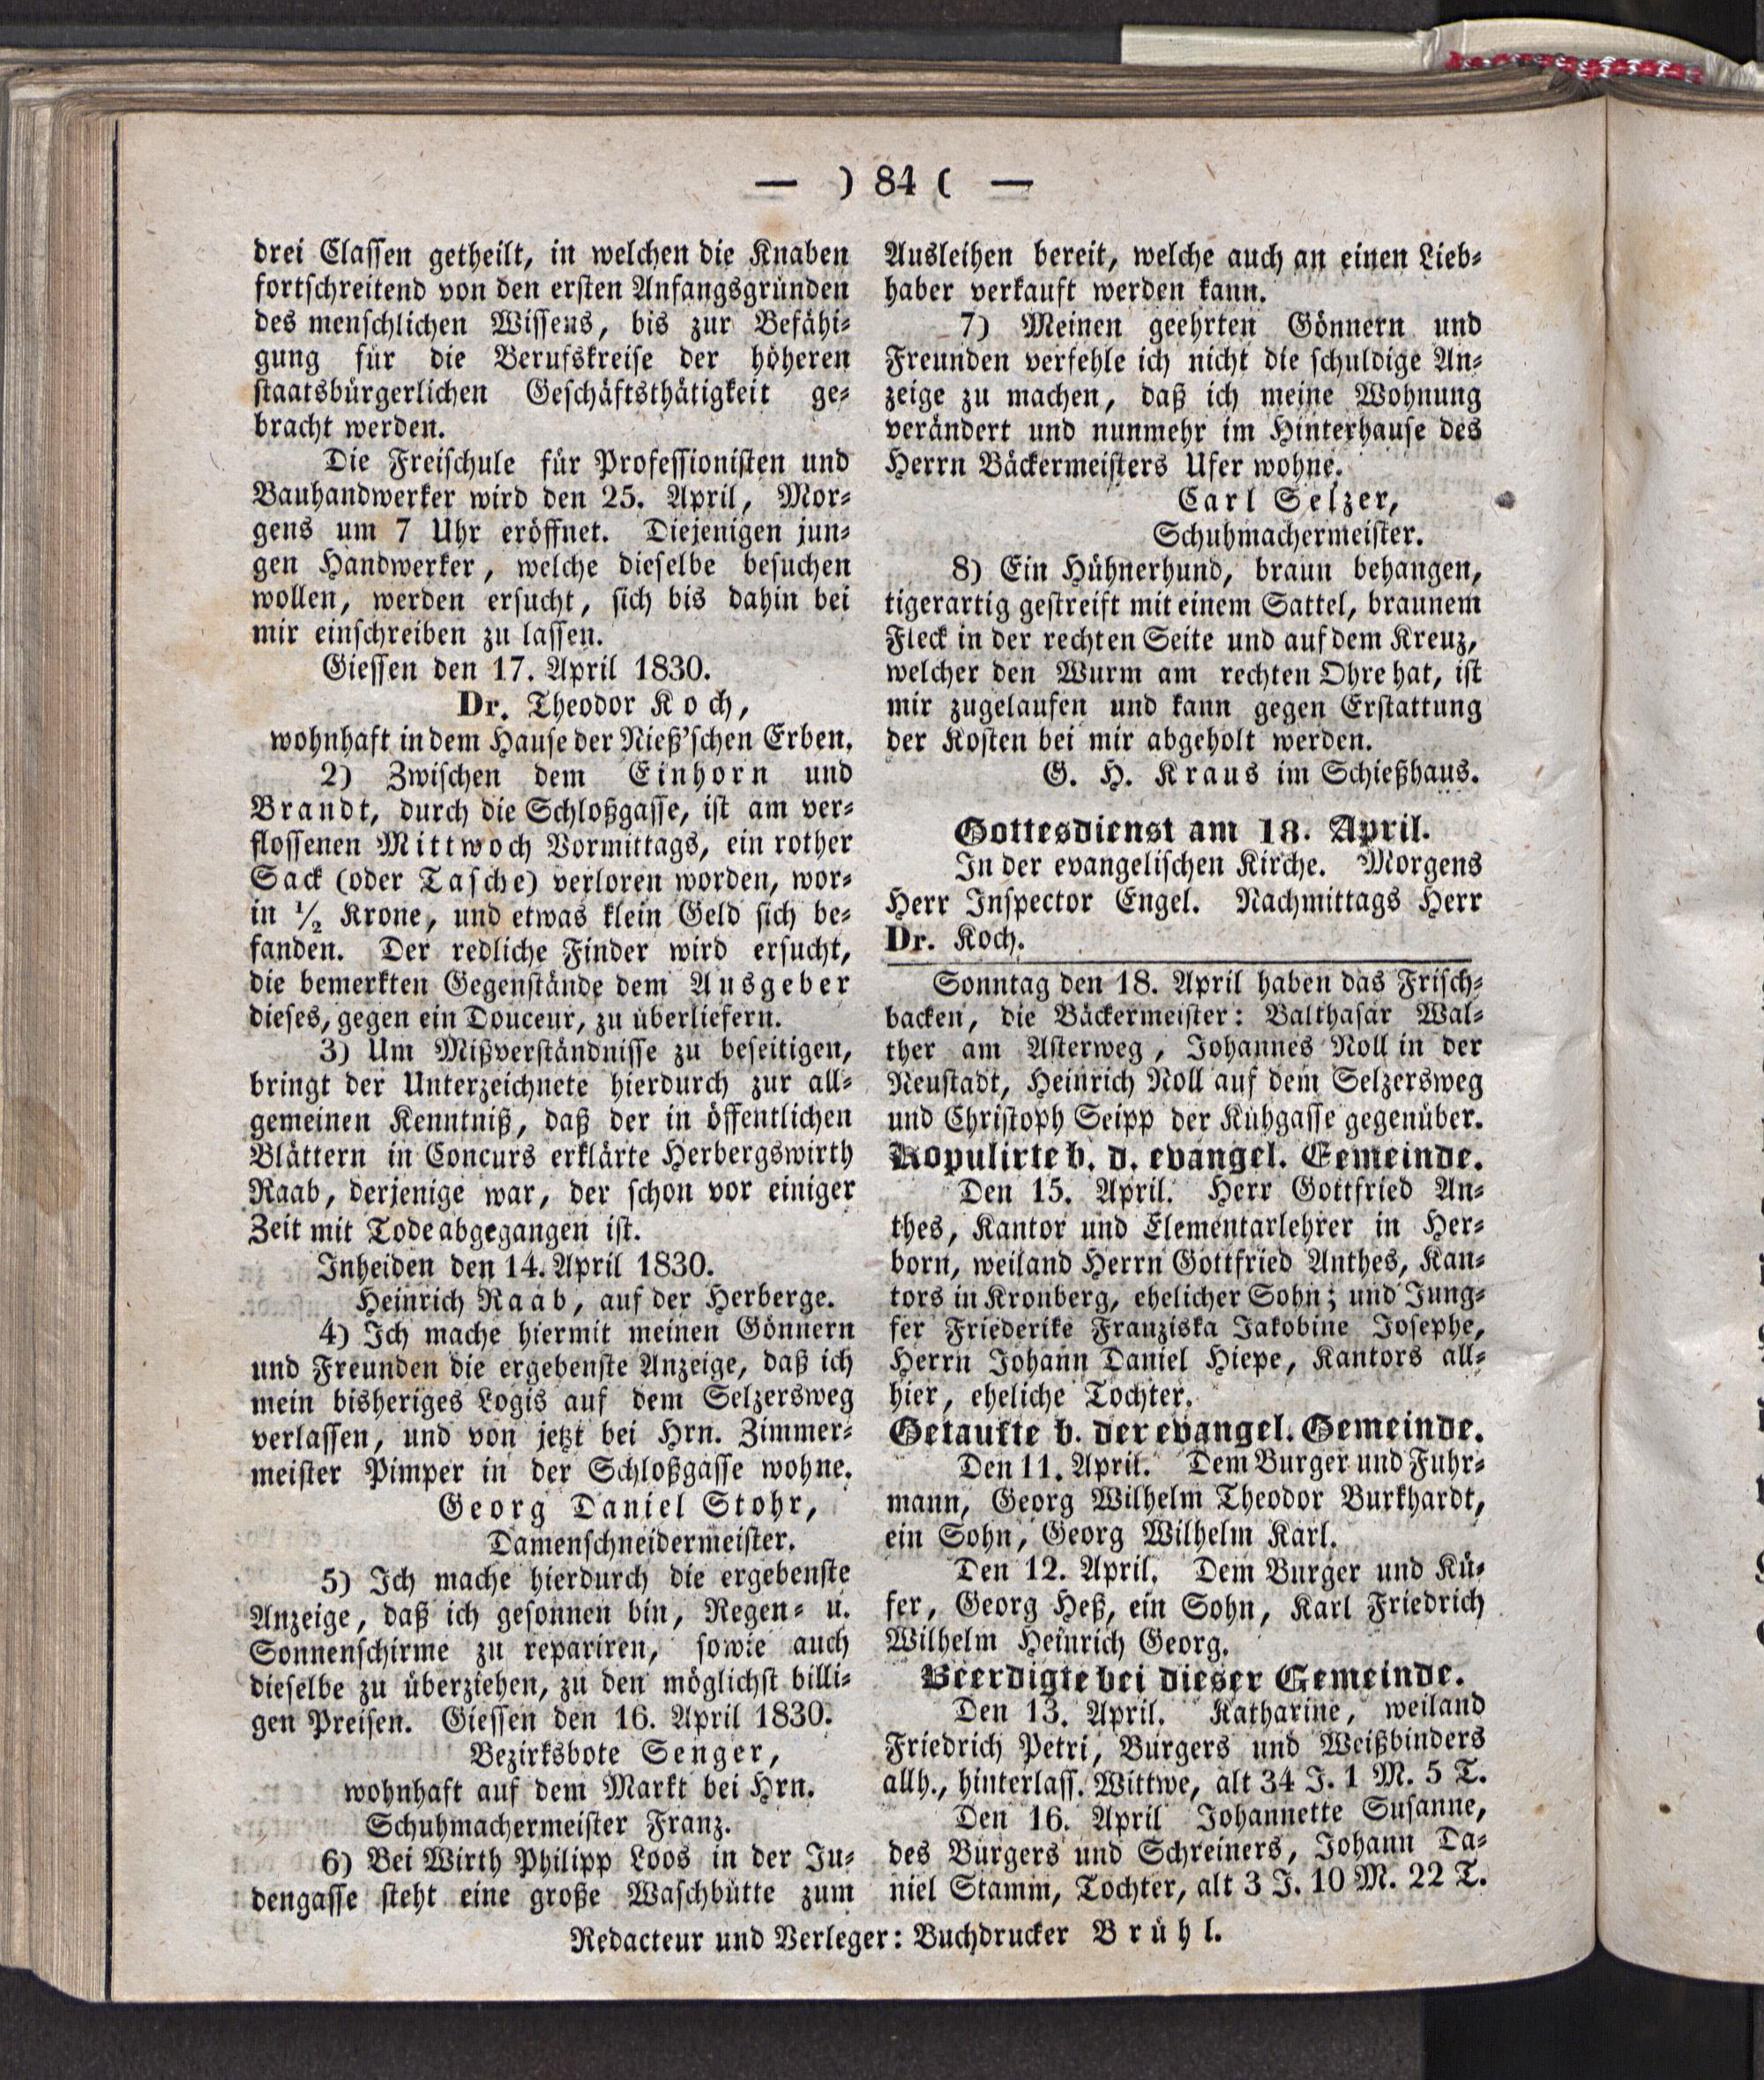 — ) 84 ( —
drei Classen getheilt, in welchen die Knaben
fortschreitend von den ersten Anfangsgründen
des menschlichen Wissens, bis zur Befähi-
gung für die Berufskreise der höheren
staatsbürgerlichen Geschäftsthätigkeit ge-
bracht werden.
Die Freischule für Professionisten und
Bauhandwerker wird den 25. April, Mor-
gens um 7 Uhr eröffnet. Diejenigen jun-
gen Handwerker, welche dieselbe besuchen
wollen, werden ersucht, sich bis dahin bei
mir einschreiben zu lassen.
Giessen den 17. April 1830.
Dr. Theodor Koch,
wohnhaft in dem Hause der Nieß'schen Erben.
2) Zwischen dem Einhorn und
Brandt, durch die Schloßgasse, ist am ver-
flossenen Mittwoch Vormittags, ein rother
Sack (oder Tasche) verloren worden, wor-
in 1/2 Krone, und etwas klein Geld sich be-
fanden. Der redliche Finder wird ersucht,
die bemerkten Gegenstände dem Ausgeber
dieses, gegen ein Douceur, zu überliefern.
3) Um Mißverständnisse zu beseitigen,
bringt der Unterzeichnete hierdurch zur all-
gemeinen Kenntniß, daß der in öffentlichen
Blättern in Concurs erklärte Herbergswirth
Raab, derjenige war, der schon vor einiger
Zeit mit Tode abgegangen ist.
Inheiden den 14. April 1830.
Heinrich Raab, auf der Herberge.
4) Ich mache hiermit meinen Gönnern
und Freunden die ergebenste Anzeige, daß ich
mein bisheriges Logis auf dem Selzersweg
verlassen, und von jetzt bei Hrn. Zimmer-
meister Pimper in der Schloßgasse wohne.
Georg Daniel Stohr,
Damenschneidermeister.
5) Ich mache hierdurch die ergebenste
Anzeige, daß ich gesonnen bin, Regen- u.
Sonnenschirme zu repariren, sowie auch
dieselbe zu überziehen, zu den möglichst billi-
gen Preisen. Giessen den 16. April 1830.
Bezirksbote Senger,
wohnhaft auf dem Markt bei Hrn.
Schuhmachermeister Franz.
6) Bei Wirth Philipp Loos in der Ju-
dengasse steht eine große Waschbütte zum
Ausleihen bereit, welche auch an einen Lieb-
haber verkauft werden kann.
7) Meinen geehrten Gönnern und
Freunden verfehle ich nicht die schuldige An-
zeige zu machen, daß ich meine Wohnung
verändert und nunmehr im Hinterhause des
Herrn Bäckermeisters Ufer wohne.
Carl Selzer,
Schuhmachermeister.
8) Ein Hühnerhund, braun behangen,
tigerartig gestreift mit einem Sattel, braunem
Fleck in der rechten Seite und auf dem Kreuz,
welcher den Wurm am rechten Ohre hat, ist
mir zugelaufen und kann gegen Erstattung
der Kosten bei mir abgeholt werden.
G. H. Kraus im Schießhaus.
Gottesdienst am 18. April.
In der evangelischen Kirche. Morgens
Herr Inspector Engel. Nachmittags Herr
Dr. Koch.
Sonntag den 18. April haben das Frisch-
backen, die Bäckermeister: Balthasar Wal-
ther am Asterweg, Johannes Noll in der
Neustadt, Heinrich Noll auf dem Selzersweg
und Christoph Seipp der Kuhgasse gegenüber.
Kopulirte b. d. evangel. Gemeinde.
Den 15. April. Herr Gottfried An-
thes, Kantor und Elementarlehrer in Her-
born, weiland Herrn Gottfried Anthes, Kan-
tors in Kronberg, ehelicher Sohn; und Jung-
fer Friederike Franziska Jakobine Josephe,
Herrn Johann Daniel Hiepe, Kantors all-
hier, eheliche Tochter.
Getaufte b. der evangel. Gemeinde.
Den 11. April. Dem Burger und Fuhr-
mann, Georg Wilhelm Theodor Burkhardt,
ein Sohn, Georg Wilhelm Karl.
Den 12. April. Dem Burger und Kü-
fer, Georg Heß, ein Sohn, Karl Friedrich
Wilhelm Heinrich Georg.
Beerdigte bei dieser Gemeinde.
Den 13. April. Katharine, weiland
Friedrich Petri, Burgers und Weißbinders
allh., hinterlass. Wittwe, alt 34 J. 1 M. 5 T.
Den 16. April Johannette Susanne,
des Burgers und Schreiners, Johann Da-
niel Stamm, Tochter, alt 3 J. 10 M. 22 T.
Redacteur und Verleger: Buchdrucker Brühl.